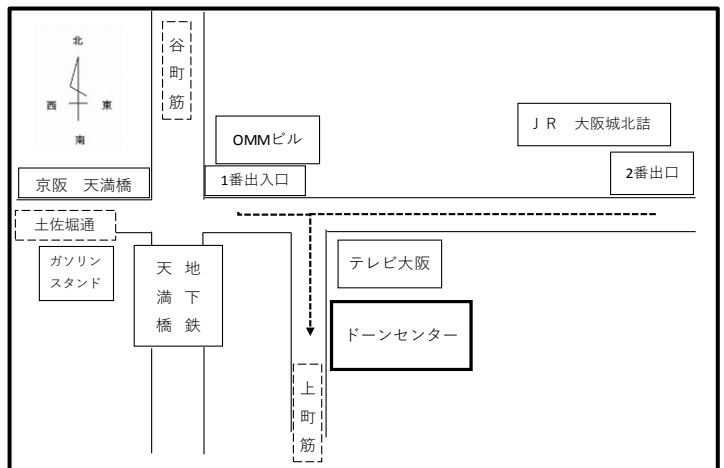 北
西 東
南
谷町筋
OMMビル
1番出入口
ＪＲ　大阪城北詰
2番出口
京阪　天満橋
土佐堀通
ガソリン
スタンド
地下鉄
天満橋
テレビ大阪
ドーンセンター
上町筋